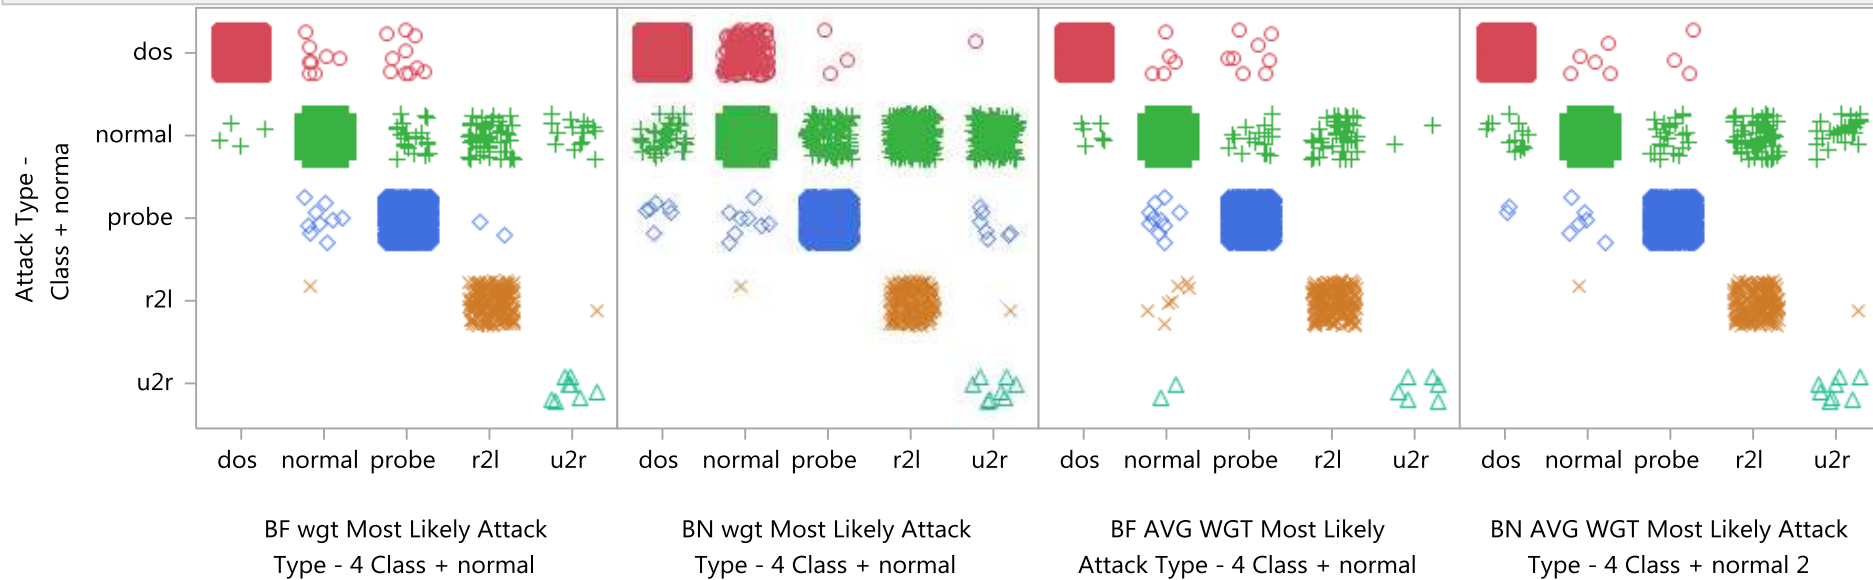 Attack Type -
Class + norma
dos
normal
probe
r2l
u2r
dos normal probe r2l u2r
dos normal probe r2l u2r
dos normal probe r2l u2r
dos normal probe r2l u2r
BF wgt Most Likely Attack
Type - 4 Class + normal
BN wgt Most Likely Attack
Type - 4 Class + normal
BF AVG WGT Most Likely
Attack Type - 4 Class + normal
BN AVG WGT Most Likely Attack
Type - 4 Class + normal 2